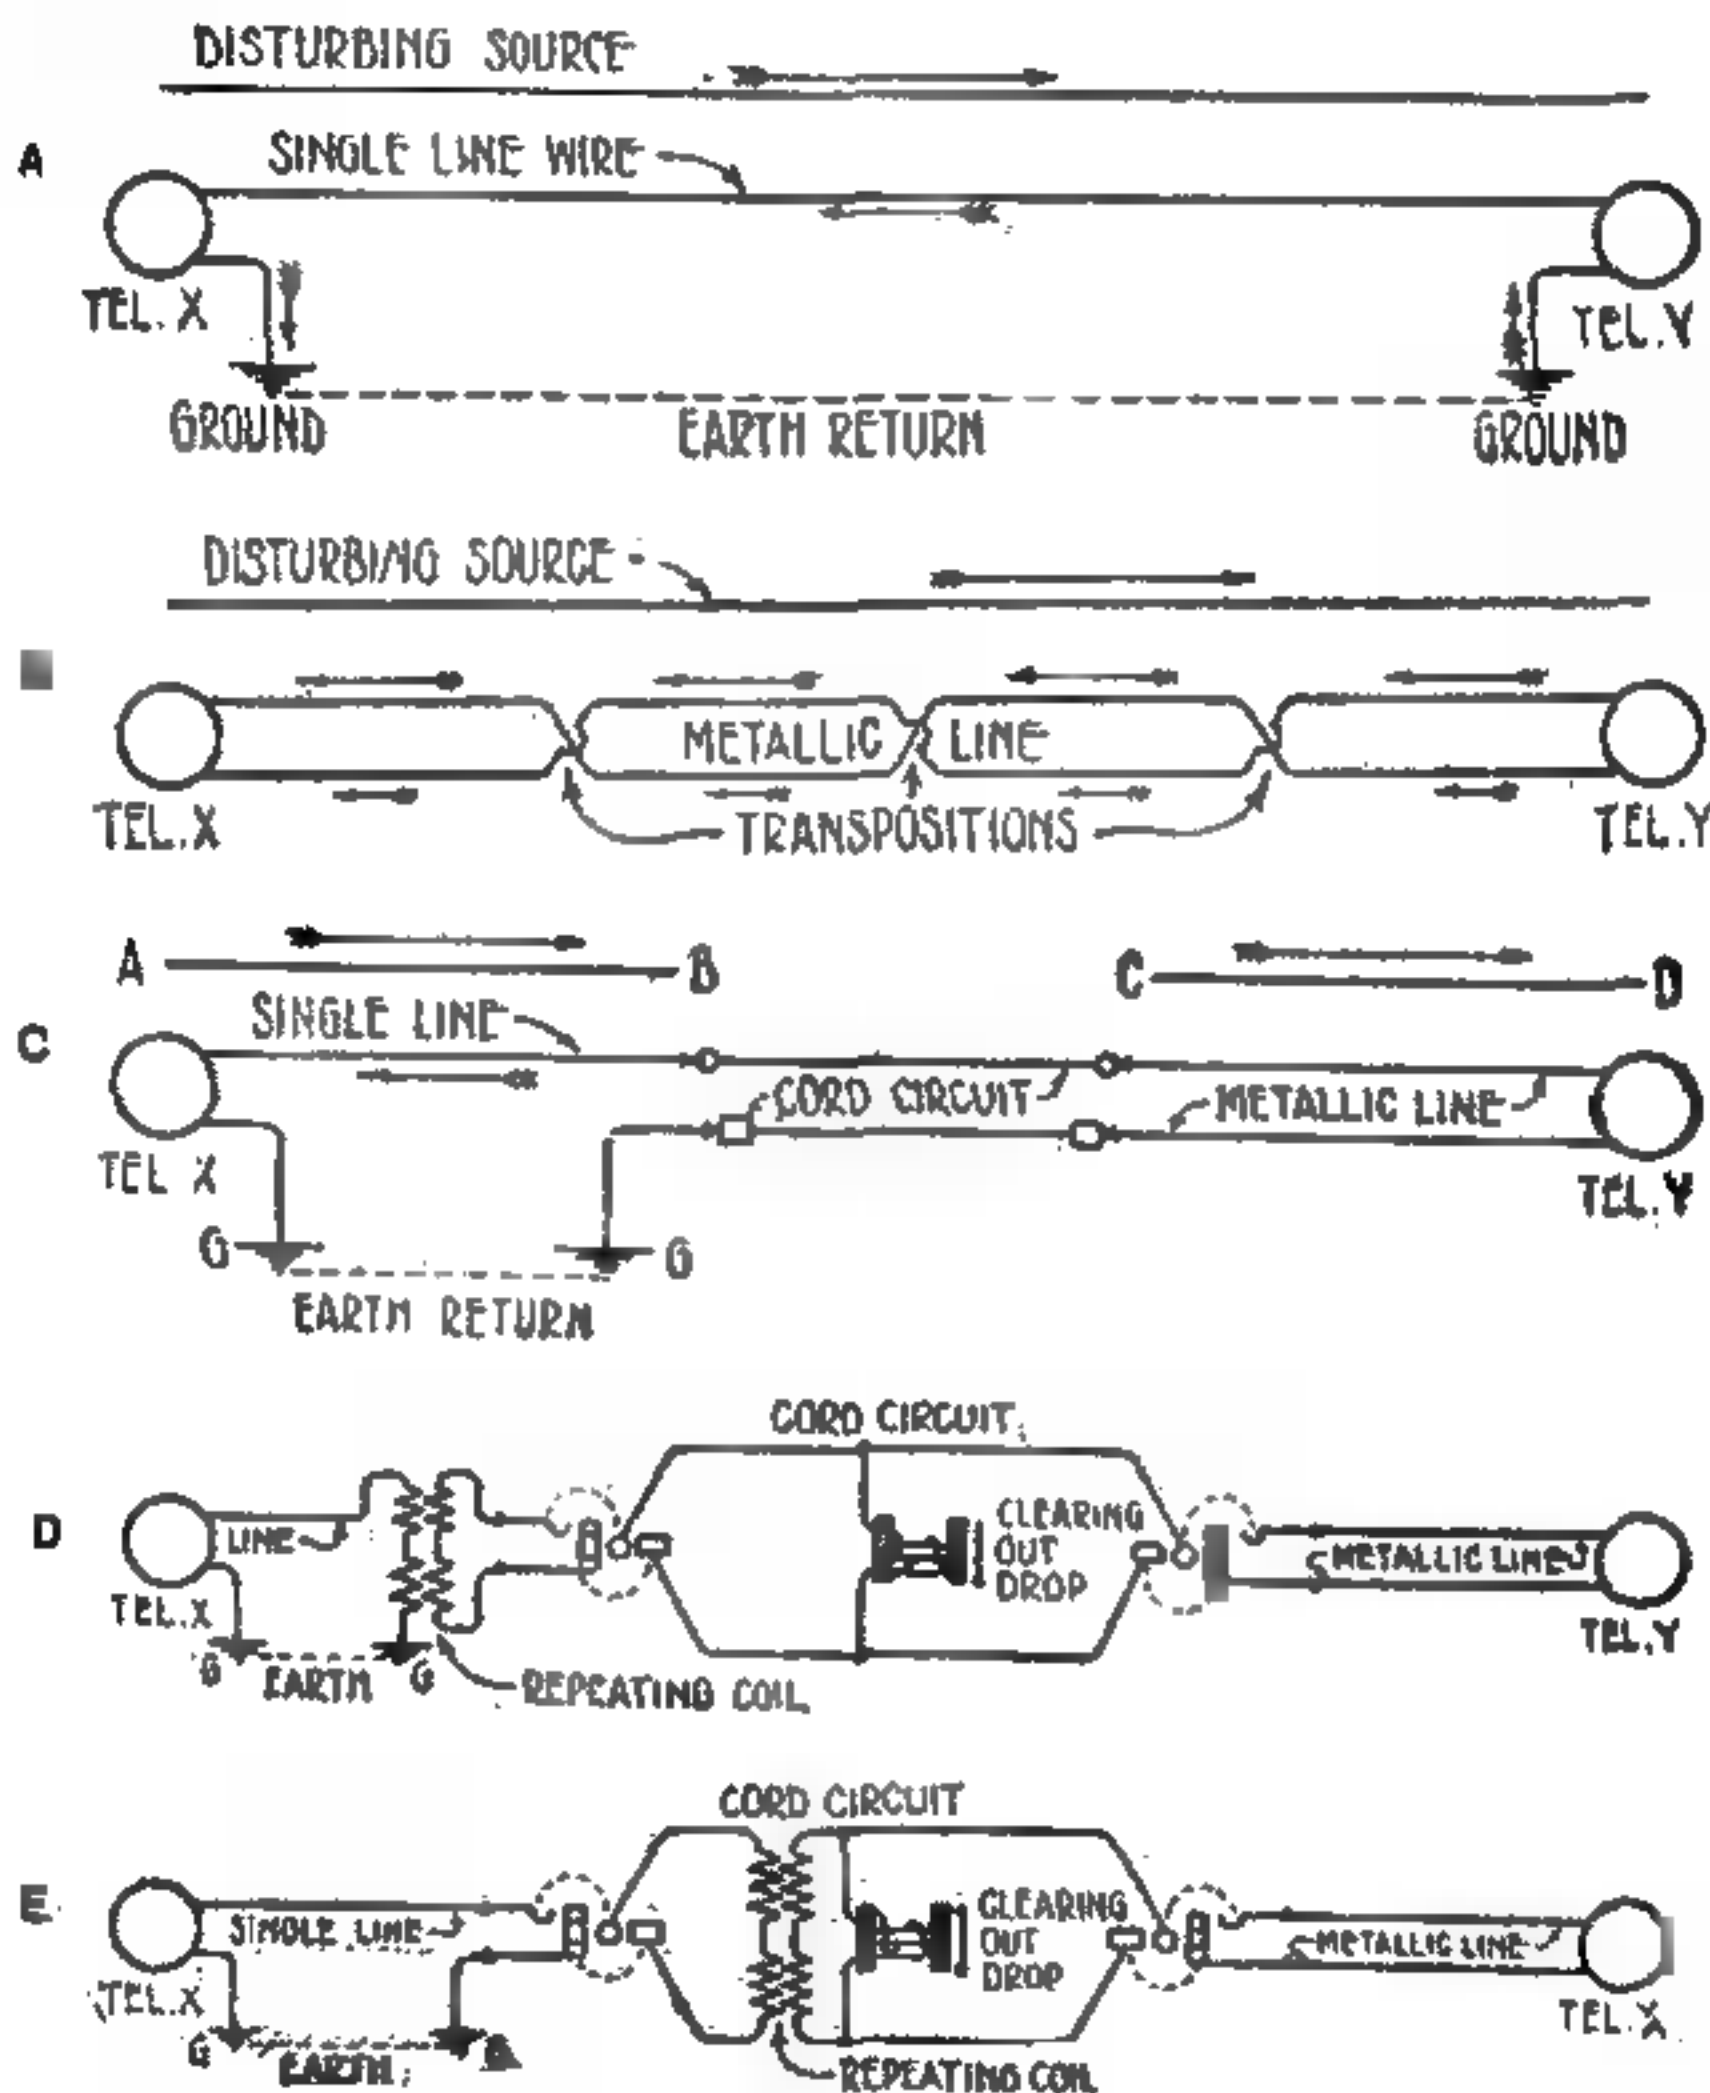 DISTURBING SOURCE
A
SINGLE LINE WIRE
TEL. X
TEL. Y
GROUND
EARTH RETURN
GROUND
DISTURBING SOURCE
METALLIC LINE
TEL. X
TRANSPOSITIONS
TEL. Y
A
B
C
D
SINGLE LINE
C
CORD CIRCUIT
METALLIC LINE
TEL X
TEL. Y
G
G
EARTH RETURN
CORD CIRCUIT
D
LINE
CLEARING
OUT
DROP
METALLIC LINE
TEL. X
TEL. Y
G
EARTH
G
REPEATING COIL
CORD CIRCUIT
E
SINGLE LINE
CLEARING
OUT
DROP
METALLIC LINE
TEL. X
TEL. X
G
EARTH
REPEATING COIL